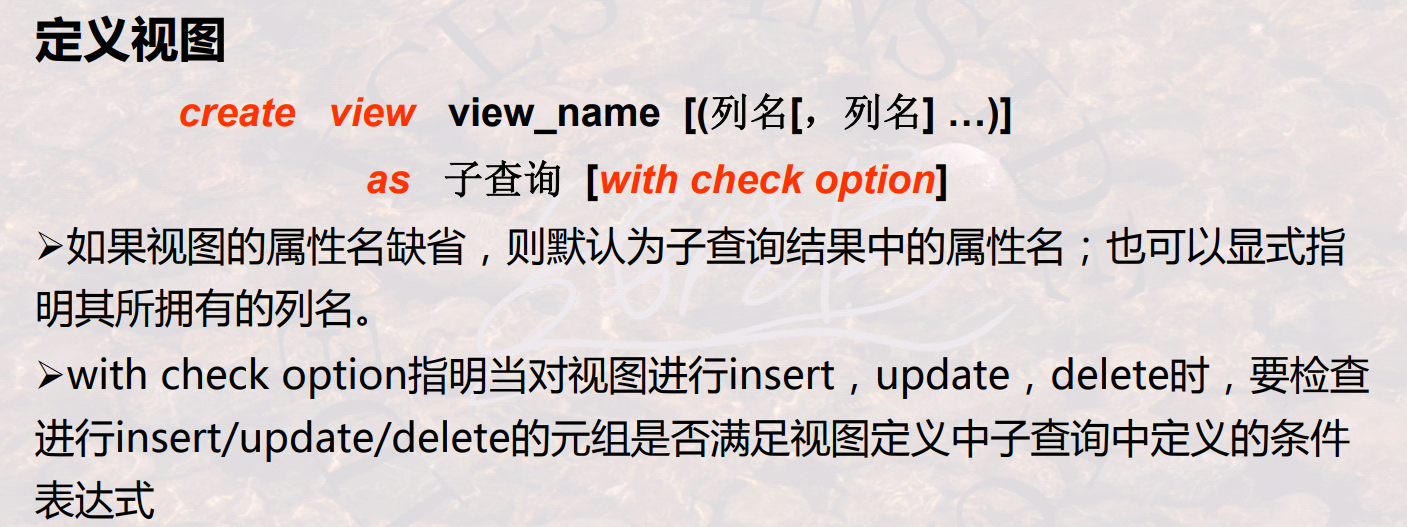 定义视图
create view view_name [(列名[，列名] …)]
as 子查询 [with check option]
➢如果视图的属性名缺省，则默认为子查询结果中的属性名；也可以显式指
明其所拥有的列名。
➢with check option指明当对视图进行insert，update，delete时，要检查
进行insert/update/delete的元组是否满足视图定义中子查询中定义的条件
表达式